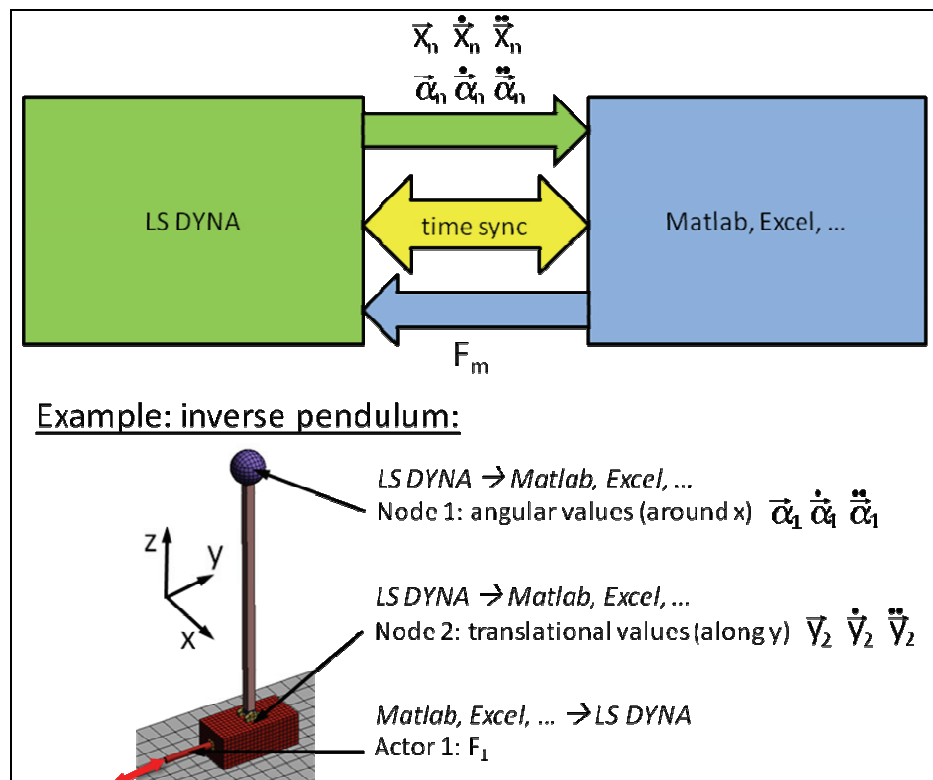 x⃗ₙ ẋ⃗ₙ ẍ⃗ₙ
α⃗ₙ α̇⃗ₙ α̈⃗ₙ
LS DYNA
time sync
Matlab, Excel, ...
Fₘ
Example: inverse pendulum:
LS DYNA → Matlab, Excel, ...
Node 1: angular values (around x) α⃗₁ α̇⃗₁ α̈⃗₁
z
y
x
LS DYNA → Matlab, Excel, ...
Node 2: translational values (along y) y⃗₂ ẏ⃗₂ ÿ⃗₂
Matlab, Excel, ... → LS DYNA
Actor 1: F₁